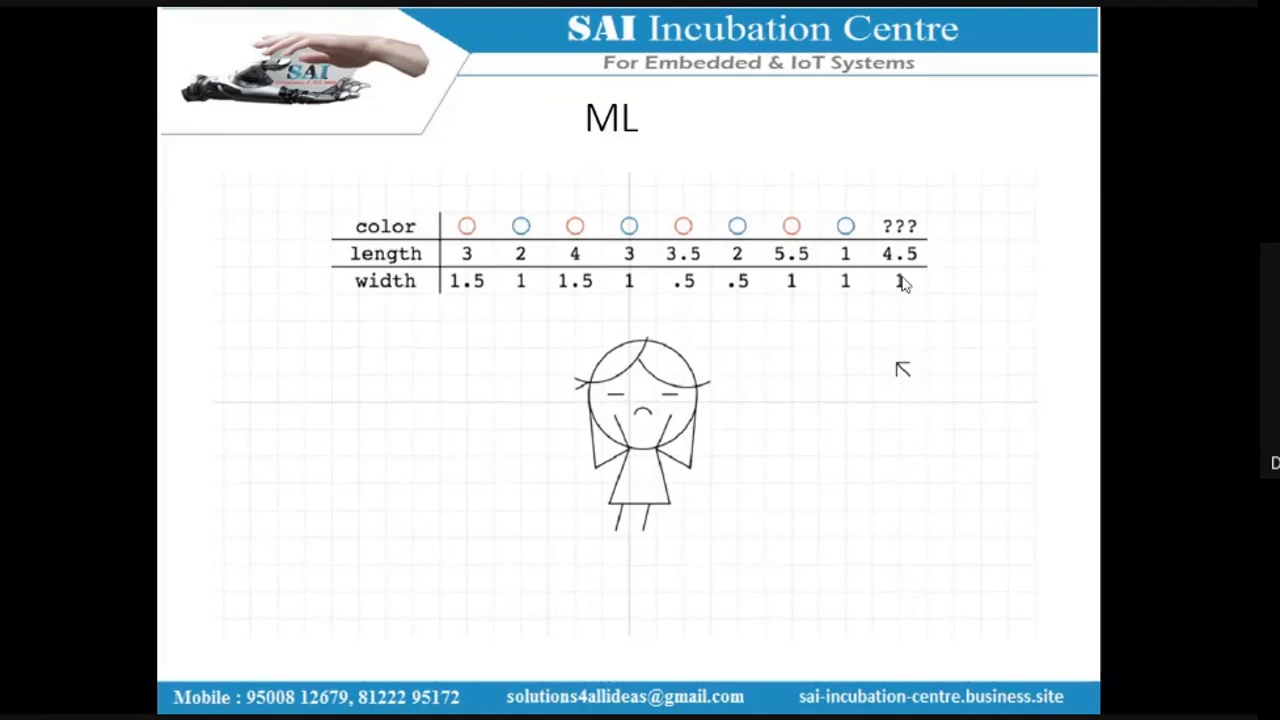 SAI Incubation Centre
For Embedded & IoT Systems
SAI
ML
color ???
length 3 2 4 3 3.5 2 5.5 1 4.5
width 1.5 1 1.5 1 .5 .5 1 1 1
D
Mobile : 95008 12679, 81222 95172 solutions4allideas@gmail.com sai-incubation-centre.business.site